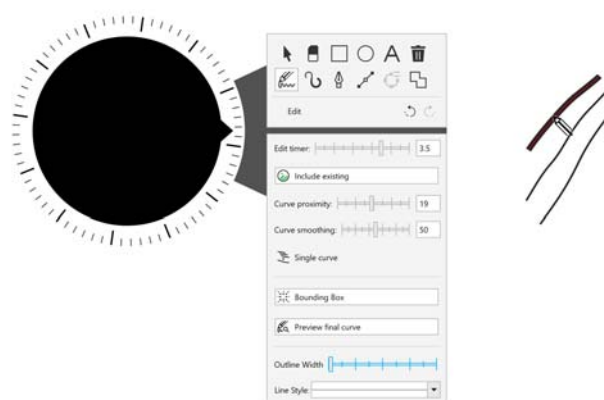 A
Edit
Edit timer: 3.5
Include existing
Curve proximity: 19
Curve smoothing: 50
Single curve
Bounding Box
Preview final curve
Outline Width
Line Style: